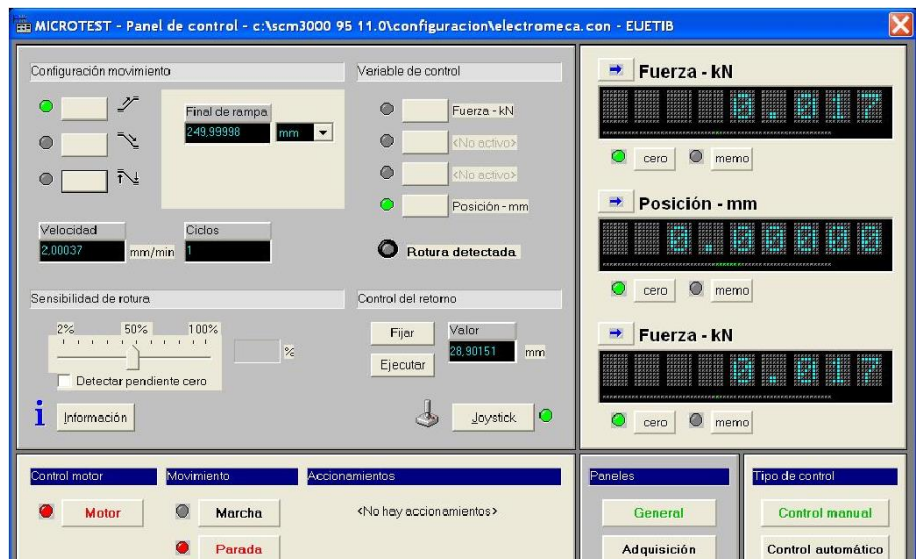 MICROTEST - Panel de control - c:\scm3000 95 11.0\configuracion\electromeca.con - EUETIB
Configuración movimiento
Final de rampa
249,99998
mm
Velocidad
2,00037
mm/min
Ciclos
1
Variable de control
Fuerza - kN
<No activo>
<No activo>
Posición - mm
Rotura detectada
Sensibilidad de rotura
2%
50%
100%
%
Detectar pendiente cero
Información
Control del retorno
Fijar
Ejecutar
Valor
28,90151
mm
Joystick
Fuerza - kN
0.017
cero
memo
Posición - mm
0.00000
cero
memo
Fuerza - kN
0.017
cero
memo
Control motor
Motor
Movimiento
Marcha
Parada
Accionamientos
<No hay accionamientos>
Paneles
General
Adquisición
Tipo de control
Control manual
Control automático